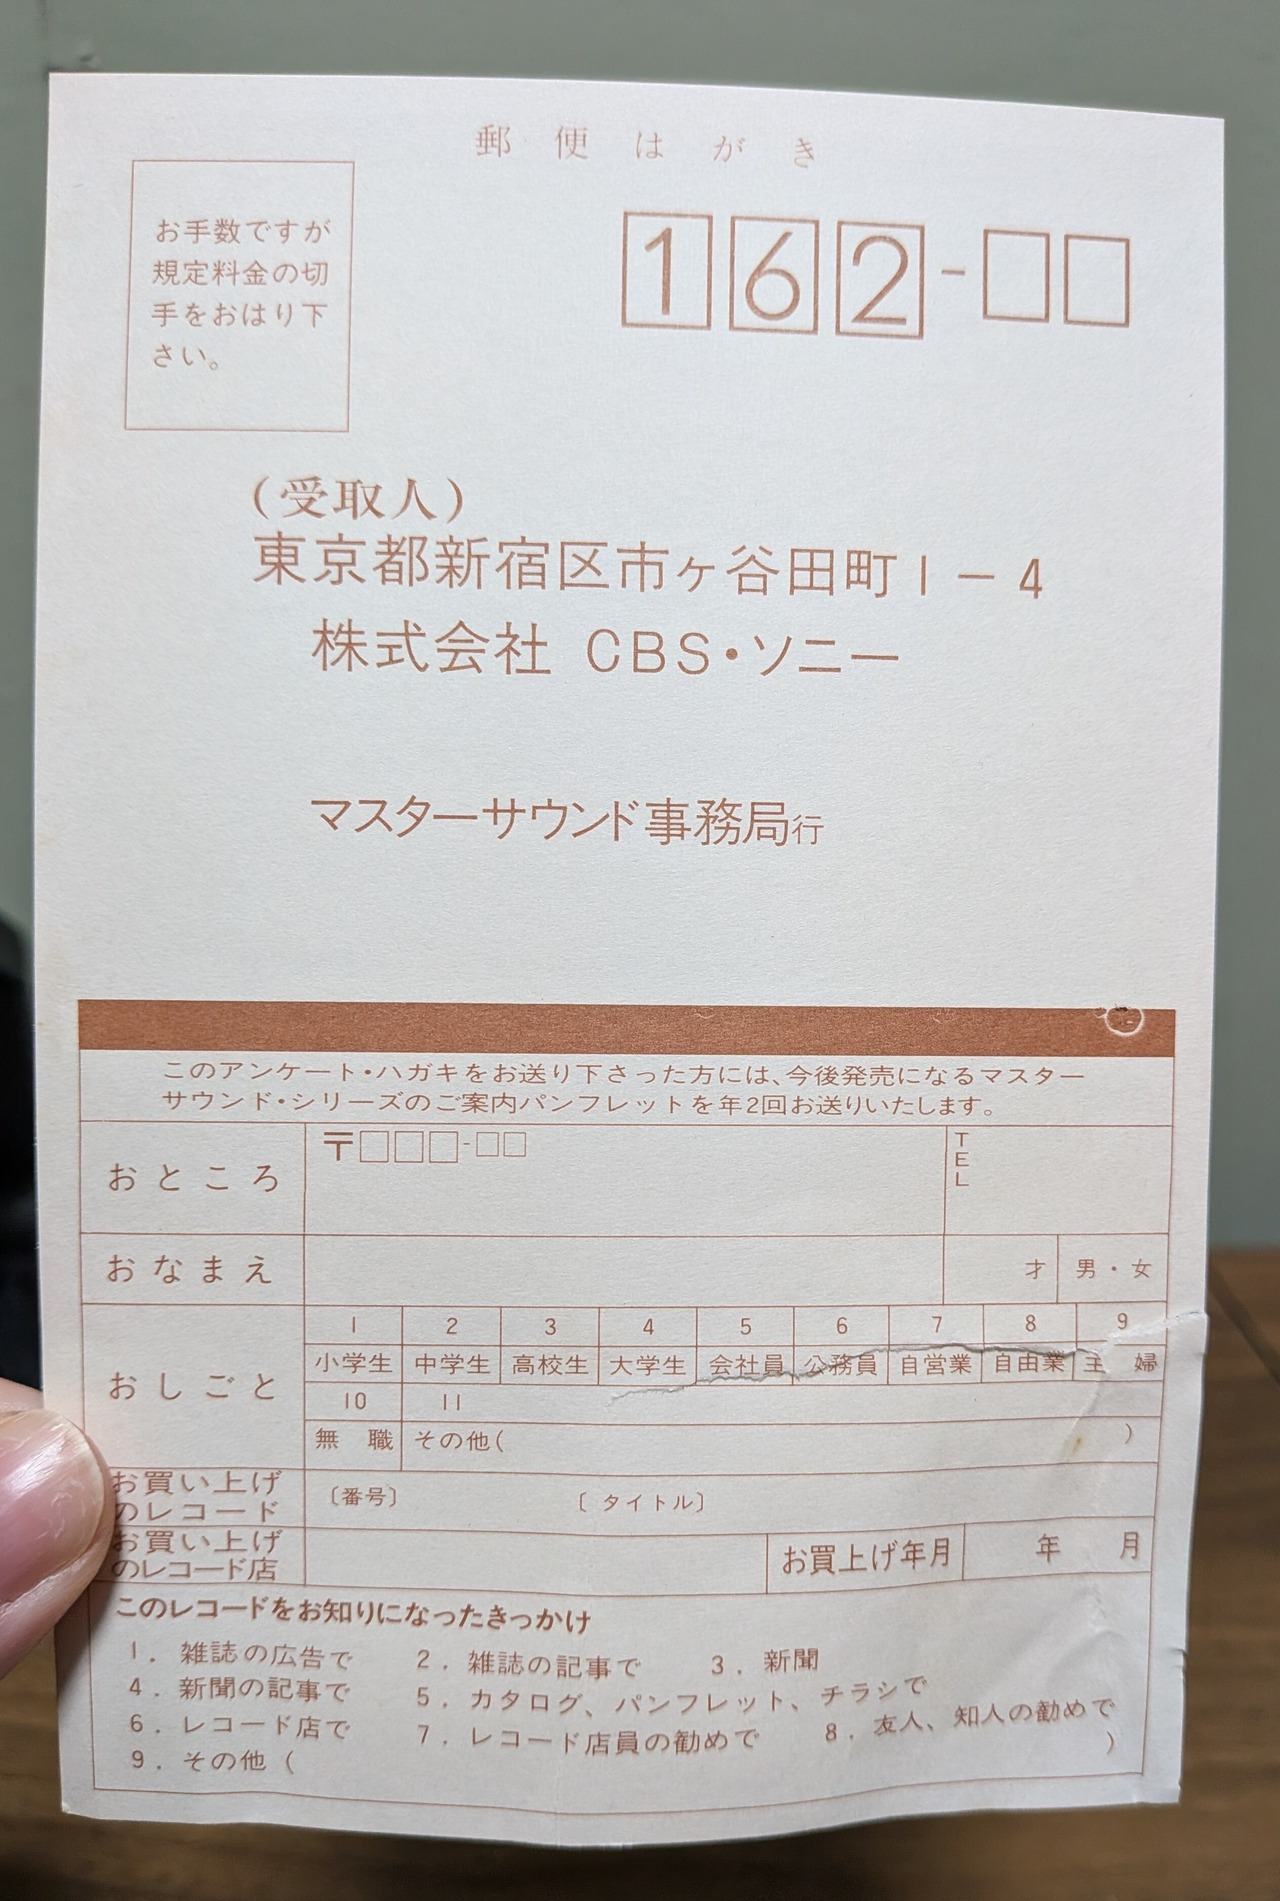 郵便はがき
お手数ですが
規定料金の切
手をおはり下
さい。
162-
(受取人)
東京都新宿区市ヶ谷田町1-4
株式会社 CBS・ソニー
マスターサウンド事務局行
このアンケート・ハガキをお送り下さった方には、今後発売になるマスター
サウンド・シリーズのご案内パンフレットを年2回お送りいたします。
おところ 〒□□□-□□ TEL
おなまえ 才 男・女
おしごと
1 2 3 4 5 6 7 8 9
小学生 中学生 高校生 大学生 会社員 公務員 自営業 自由業 主婦
10 11
無職 その他( )
お買い上げ
のレコード
〔番号〕 〔タイトル〕
お買い上げ
のレコード店
お買上げ年月 年 月
このレコードをお知りになったきっかけ
1. 雑誌の広告で 2. 雑誌の記事で 3. 新聞
4. 新聞の記事で 5. カタログ、パンフレット、チラシで
6. レコード店で 7. レコード店員の勧めで 8. 友人、知人の勧めで
9. その他 ( )